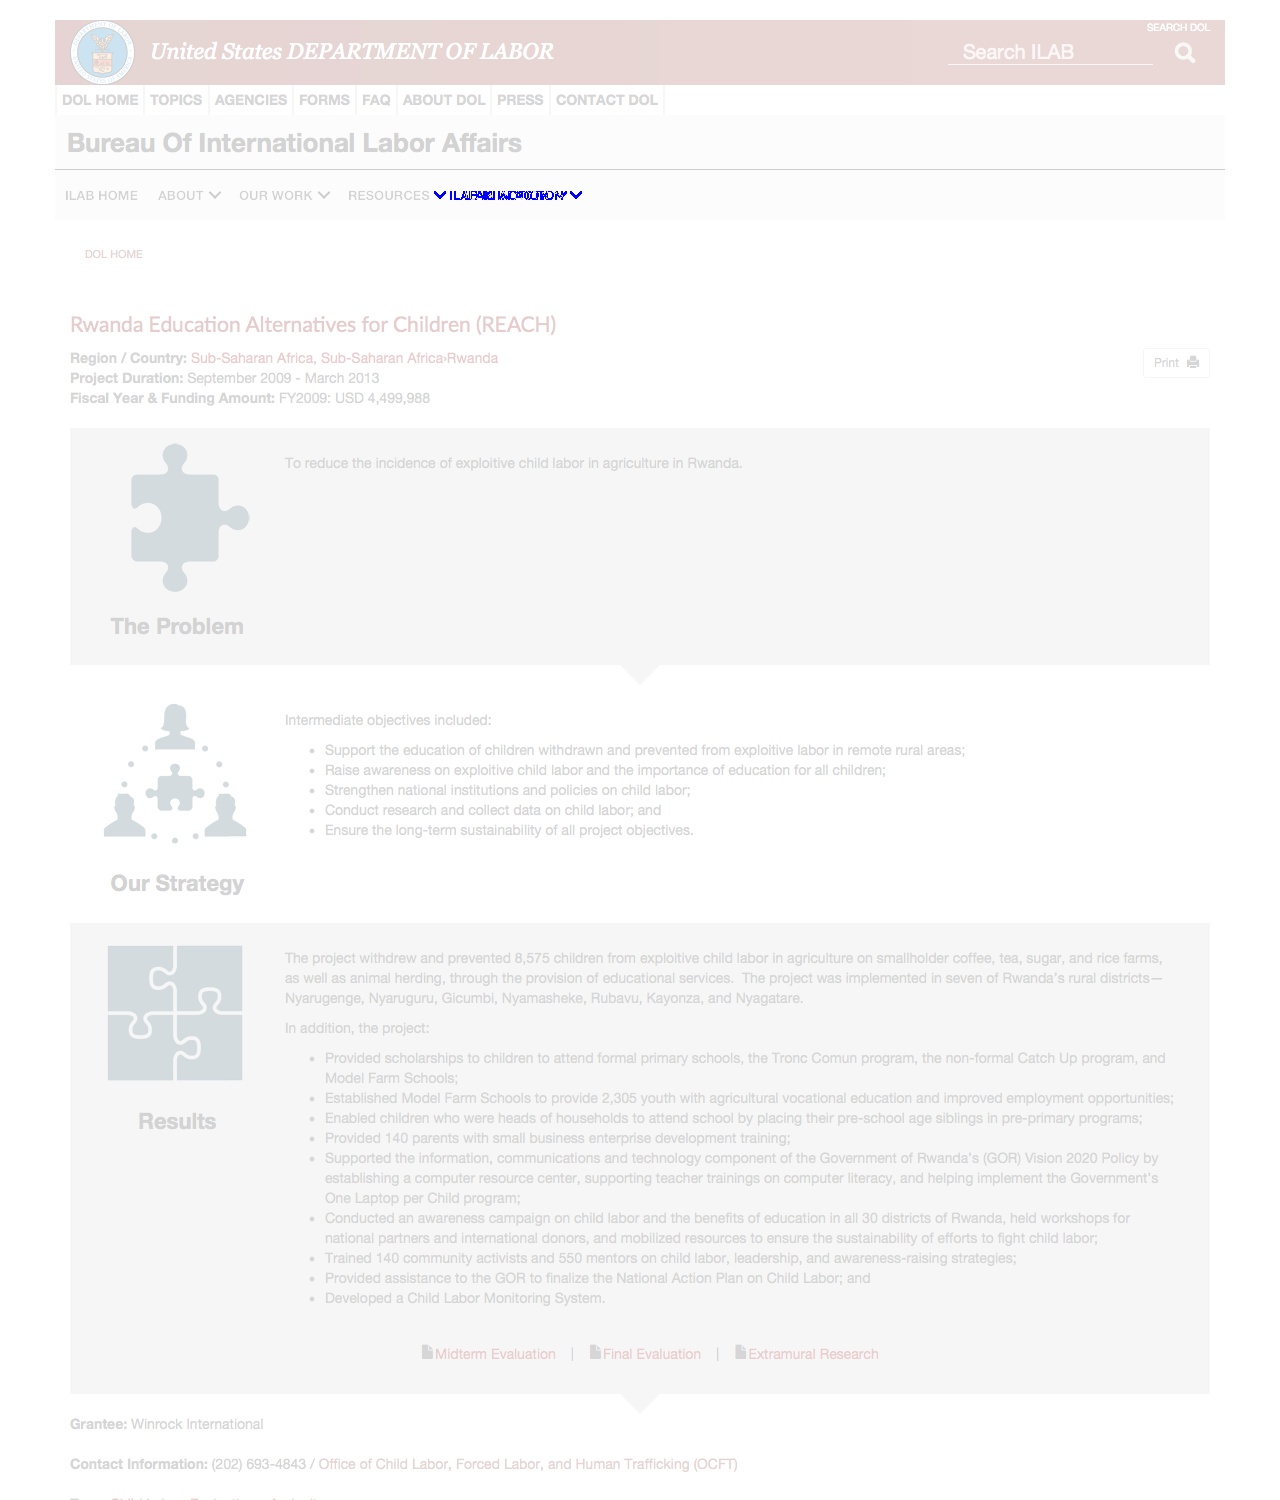 SEARCH DOL
United States DEPARTMENT OF LABOR
Search ILAB
DOL HOME TOPICS AGENCIES FORMS FAQ ABOUT DOL PRESS CONTACT DOL
Bureau Of International Labor Affairs
ILAB HOME ABOUT OUR WORK RESOURCES
DOL HOME
Rwanda Education Alternatives for Children (REACH)
Region / Country: Sub-Saharan Africa, Sub-Saharan Africa›Rwanda
Print
Project Duration: September 2009 - March 2013
Fiscal Year & Funding Amount: FY2009: USD 4,499,988
To reduce the incidence of exploitive child labor in agriculture in Rwanda.
The Problem
Intermediate objectives included:
• Support the education of children withdrawn and prevented from exploitive labor in remote rural areas;
• Raise awareness on exploitive child labor and the importance of education for all children;
• Strengthen national institutions and policies on child labor;
• Conduct research and collect data on child labor; and
• Ensure the long-term sustainability of all project objectives.
Our Strategy
The project withdrew and prevented 8,575 children from exploitive child labor in agriculture on smallholder coffee, tea, sugar, and rice farms,
as well as animal herding, through the provision of educational services.  The project was implemented in seven of Rwanda's rural districts—
Nyarugenge, Nyaruguru, Gicumbi, Nyamasheke, Rubavu, Kayonza, and Nyagatare.
In addition, the project:
• Provided scholarships to children to attend formal primary schools, the Tronc Comun program, the non-formal Catch Up program, and
Model Farm Schools;
• Established Model Farm Schools to provide 2,305 youth with agricultural vocational education and improved employment opportunities;
• Enabled children who were heads of households to attend school by placing their pre-school age siblings in pre-primary programs;
• Provided 140 parents with small business enterprise development training;
• Supported the information, communications and technology component of the Government of Rwanda's (GOR) Vision 2020 Policy by
establishing a computer resource center, supporting teacher trainings on computer literacy, and helping implement the Government's
One Laptop per Child program;
• Conducted an awareness campaign on child labor and the benefits of education in all 30 districts of Rwanda, held workshops for
national partners and international donors, and mobilized resources to ensure the sustainability of efforts to fight child labor;
• Trained 140 community activists and 550 mentors on child labor, leadership, and awareness-raising strategies;
• Provided assistance to the GOR to finalize the National Action Plan on Child Labor; and
• Developed a Child Labor Monitoring System.
Results
Midterm Evaluation | Final Evaluation | Extramural Research
Grantee: Winrock International
Contact Information: (202) 693-4843 / Office of Child Labor, Forced Labor, and Human Trafficking (OCFT)